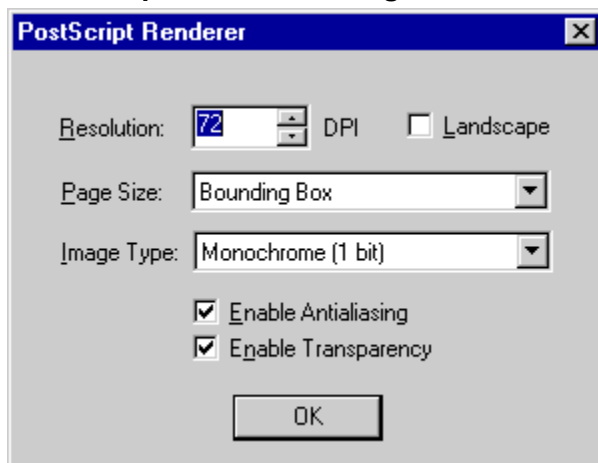 PostScript Renderer
Resolution: 72 DPI Landscape
Page Size: Bounding Box
Image Type: Monochrome (1 bit)
Enable Antialiasing
Enable Transparency
OK